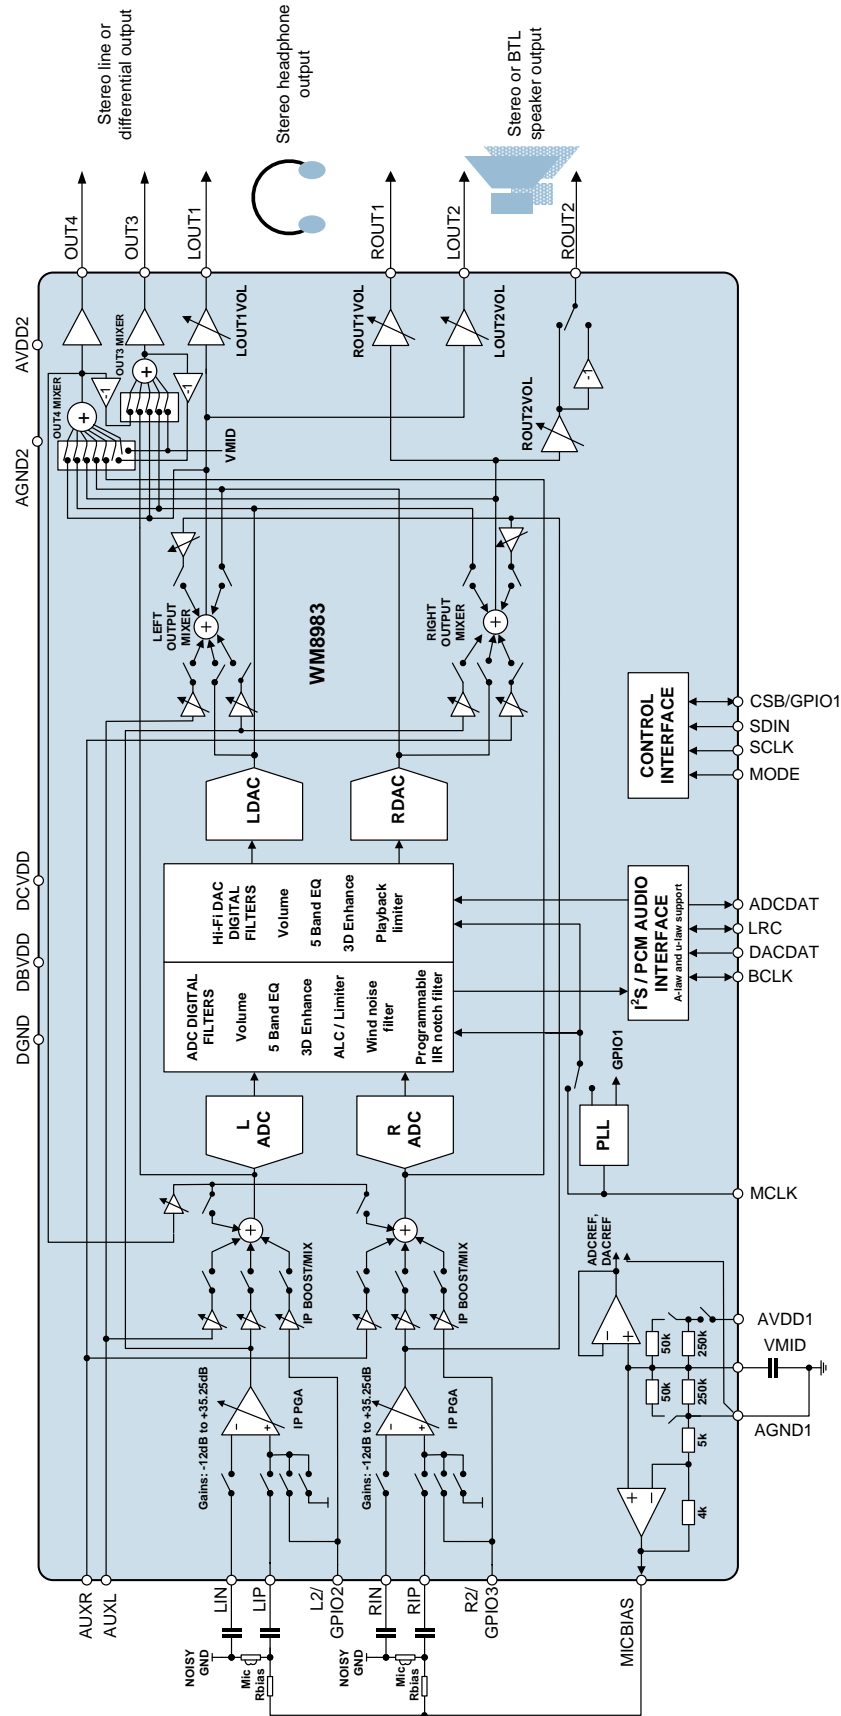 Stereo line or
differential output
Stereo headphone
output
Stereo or BTL
speaker output
OUT4
OUT3
LOUT1
ROUT1
LOUT2
ROUT2
AVDD2
AGND2
DCVDD
DBVDD
DGND
OUT4 MIXER
OUT3 MIXER
-1
-1
VMID
LOUT1VOL
ROUT1VOL
LOUT2VOL
ROUT2VOL
-1
LEFT
OUTPUT
MIXER
WM8983
RIGHT
OUTPUT
MIXER
LDAC
RDAC
Hi-Fi DAC
DIGITAL
FILTERS
Volume
5 Band EQ
3D Enhance
Playback
limiter
ADC DIGITAL
FILTERS
Volume
5 Band EQ
3D Enhance
ALC / Limiter
Wind noise
filter
Programmable
IIR notch filter
CONTROL
INTERFACE
CSB/GPIO1
SDIN
SCLK
MODE
I2S / PCM AUDIO
INTERFACE
A-law and u-law support
ADCDAT
LRC
DACDAT
BCLK
L
ADC
R
ADC
PLL
GPIO1
MCLK
IP BOOST/MIX
IP BOOST/MIX
ADCREF,
DACREF
AVDD1
VMID
AGND1
50k
250k
50k
250k
5k
4k
Gains: -12dB to +35.25dB
IP PGA
Gains: -12dB to +35.25dB
IP PGA
AUXR
AUXL
LIN
LIP
L2/
GPIO2
RIN
RIP
R2/
GPIO3
MICBIAS
NOISY
GND
Mic
Rbias
NOISY
GND
Mic
Rbias